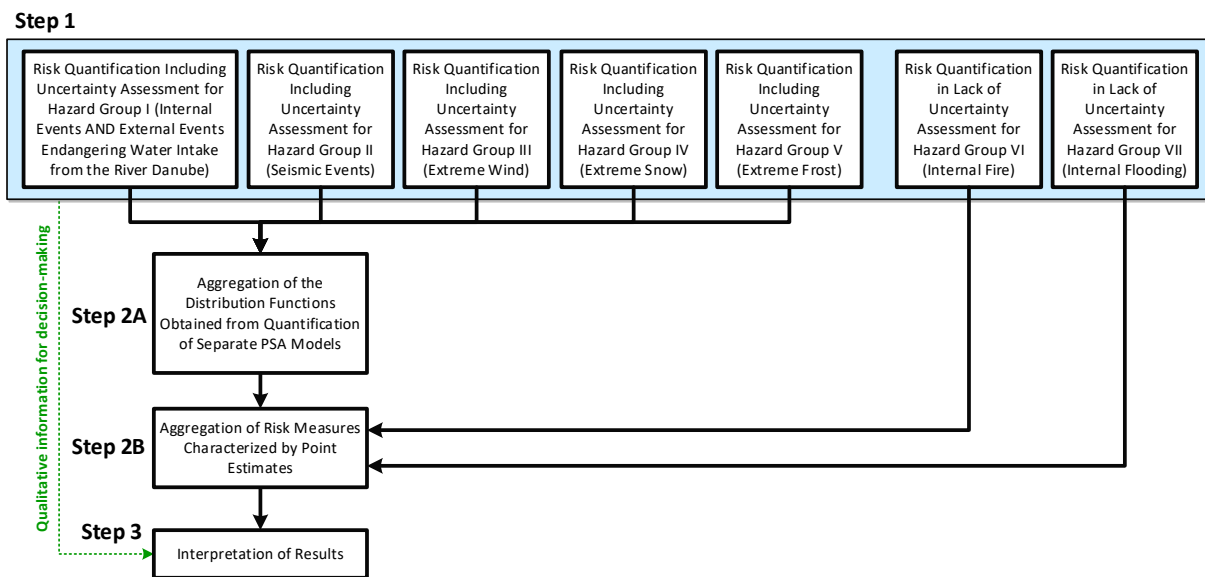 Step 1
Risk Quantification Including
Uncertainty Assessment for
Hazard Group I (Internal
Events AND External Events
Endangering Water Intake
from the River Danube)
Risk Quantification
Including
Uncertainty
Assessment for
Hazard Group II
(Seismic Events)
Risk Quantification
Including
Uncertainty
Assessment for
Hazard Group III
(Extreme Wind)
Risk Quantification
Including
Uncertainty
Assessment for
Hazard Group IV
(Extreme Snow)
Risk Quantification
Including
Uncertainty
Assessment for
Hazard Group V
(Extreme Frost)
Risk Quantification
in Lack of
Uncertainty
Assessment for
Hazard Group VI
(Internal Fire)
Risk Quantification
in Lack of
Uncertainty
Assessment for
Hazard Group VII
(Internal Flooding)
Qualitative information for decision-making
Step 2A
Aggregation of the
Distribution Functions
Obtained from Quantification
of Separate PSA Models
Step 2B
Aggregation of Risk Measures
Characterized by Point
Estimates
Step 3
Interpretation of Results